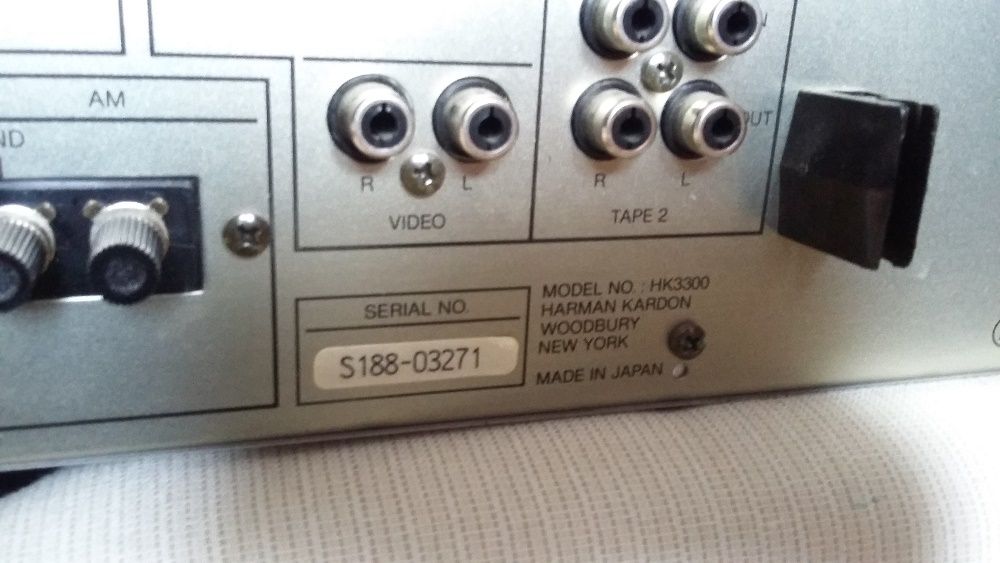 AM
ND
R L
VIDEO
R L
TAPE 2
OUT
SERIAL NO.
S188-03271
MODEL NO. : HK3300
HARMAN KARDON
WOODBURY
NEW YORK
MADE IN JAPAN